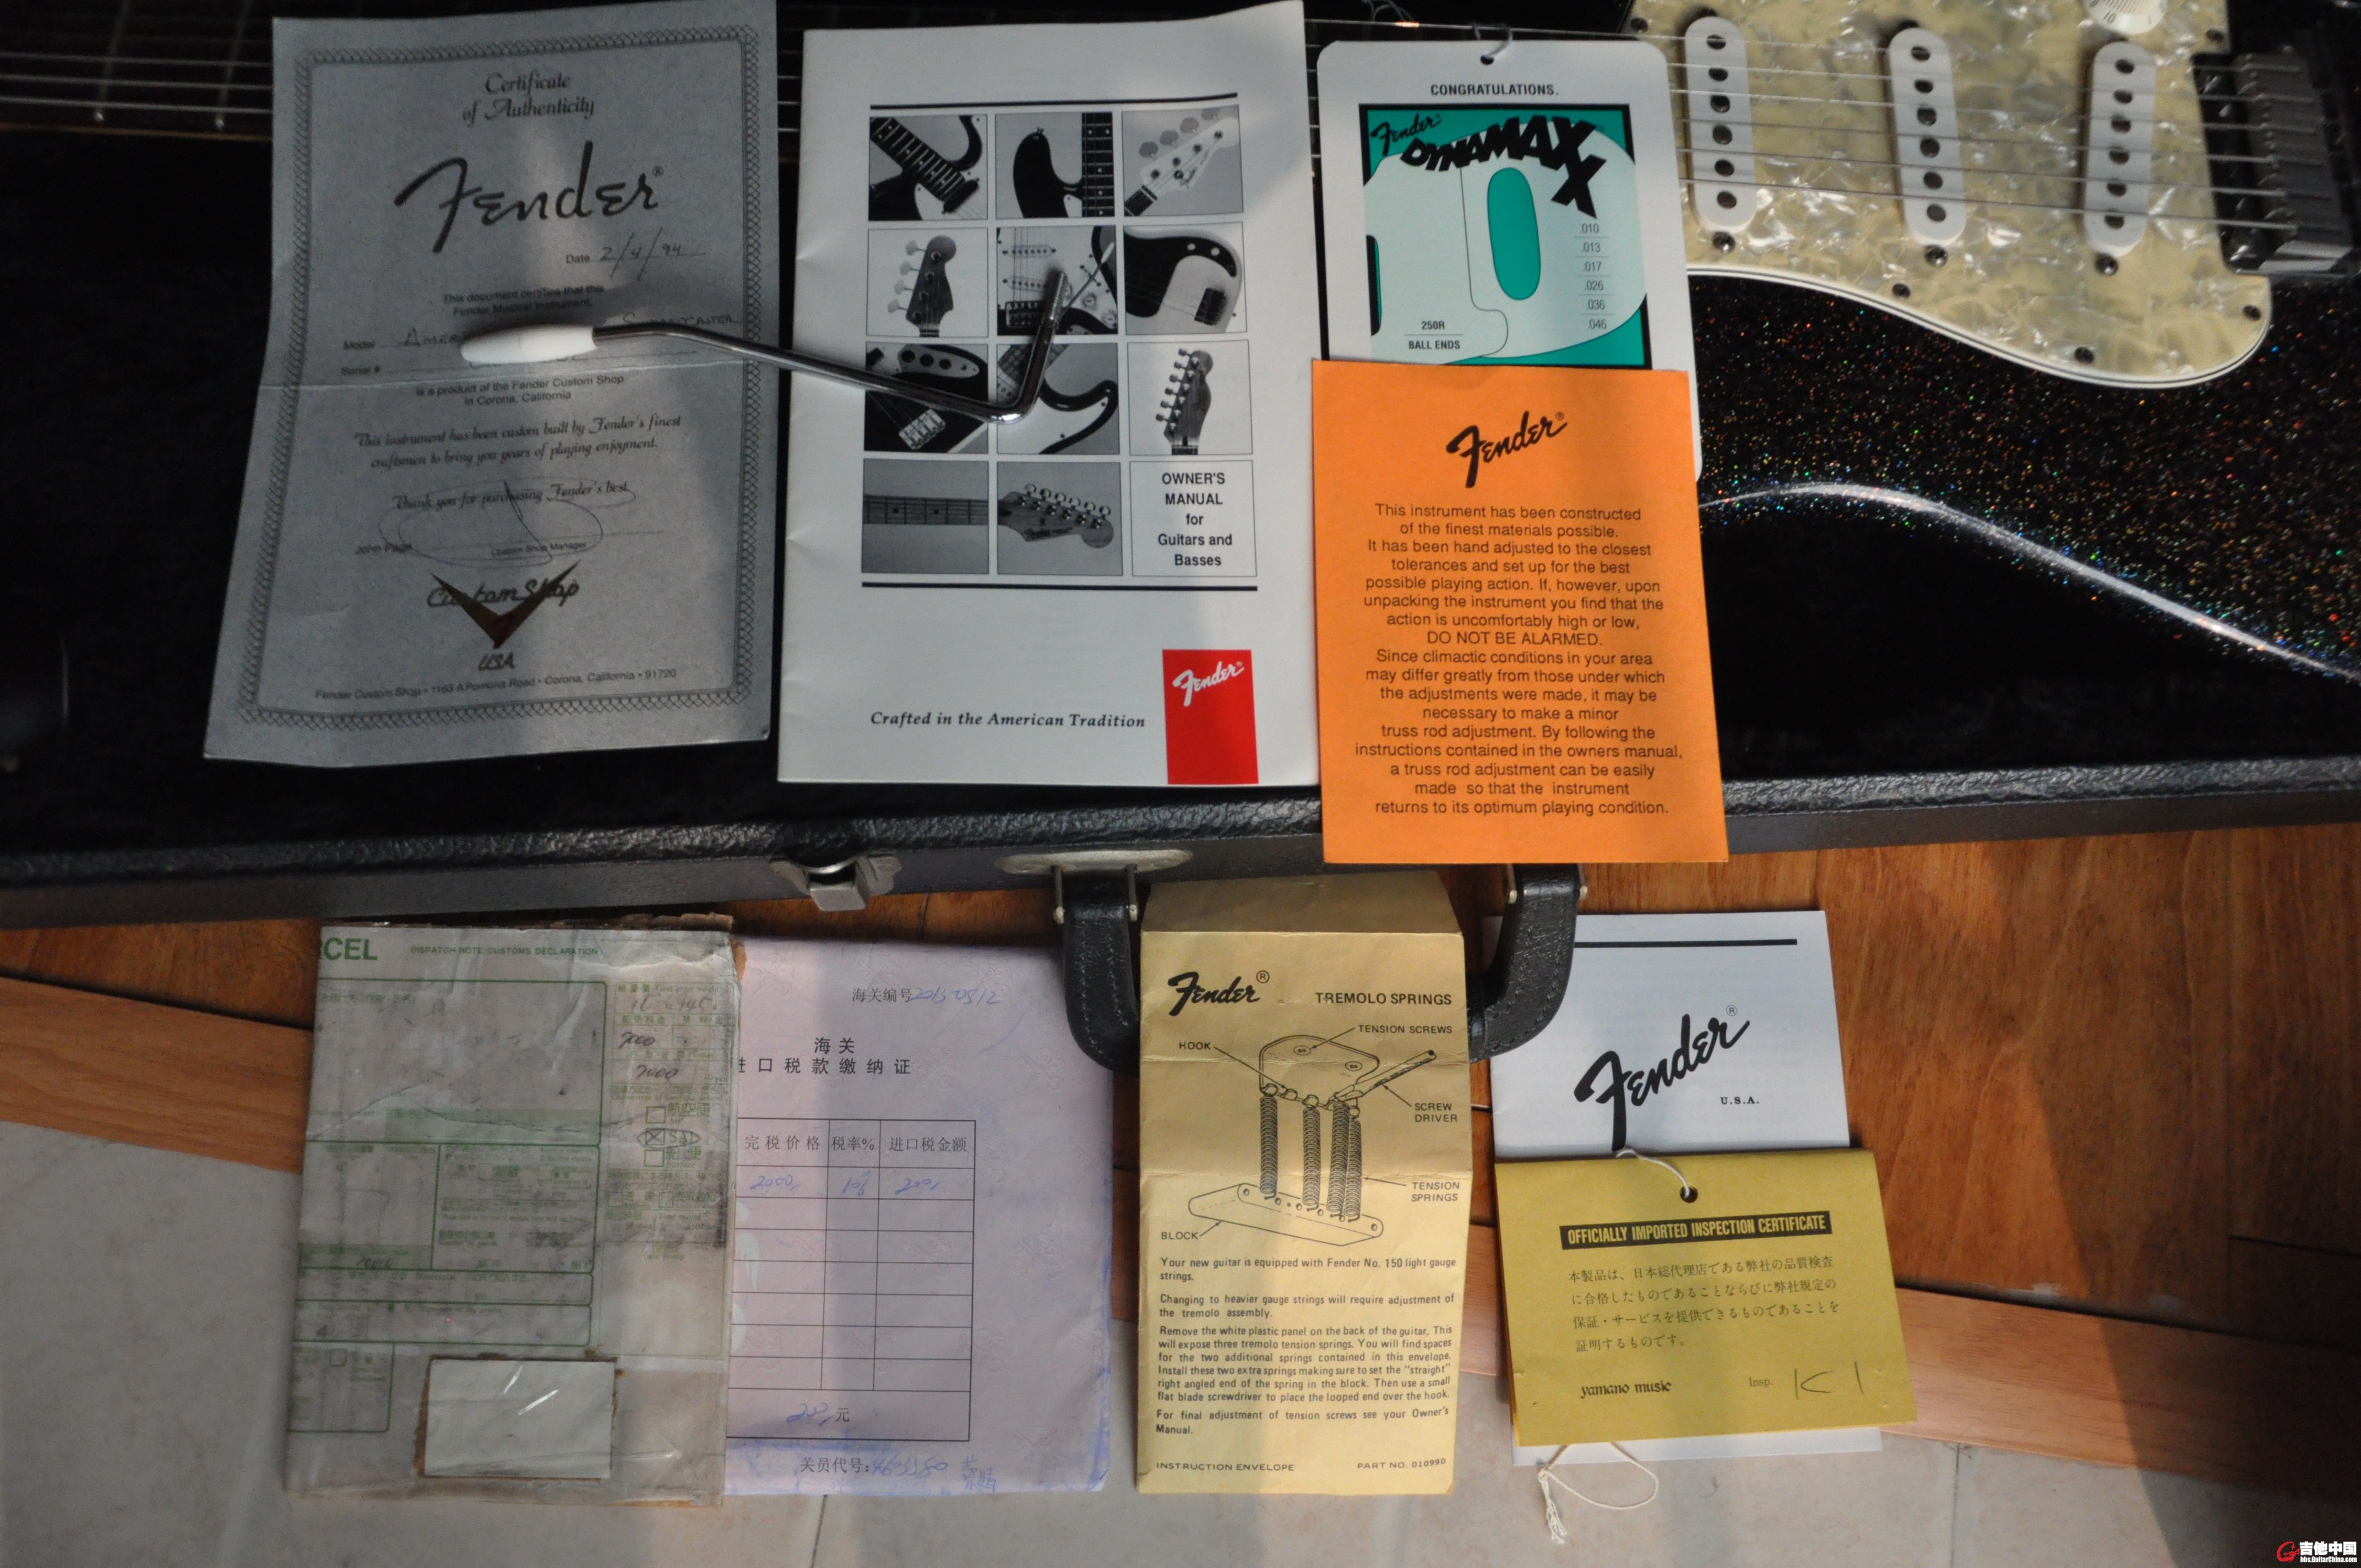 Certificate
of Authenticity
Fender®
Date 2/4/94
This document certifies that this
Fender Musical Instrument,
Model
Serial #
is a product of the Fender Custom Shop
in Corona, California
This instrument has been custom built by Fender's finest
craftsmen to bring you years of playing enjoyment.
Thank you for purchasing Fender's best
John Page
Custom Shop Manager
Custom Shop
USA
Fender Custom Shop • 1163-A Pomona Road • Corona, California • 91720
OWNER'S
MANUAL
for
Guitars and
Basses
Fender®
Crafted in the American Tradition
CONGRATULATIONS.
Fender®
DYNAMAXX
.010
.013
.017
.026
.036
.046
250R
BALL ENDS
10
Fender®
This instrument has been constructed
of the finest materials possible.
It has been hand adjusted to the closest
tolerances and set up for the best
possible playing action. If, however, upon
unpacking the instrument you find that the
action is uncomfortably high or low,
DO NOT BE ALARMED.
Since climactic conditions in your area
may differ greatly from those under which
the adjustments were made, it may be
necessary to make a minor
truss rod adjustment. By following the
instructions contained in the owners manual,
a truss rod adjustment can be easily
made so that the instrument
returns to its optimum playing condition.
RCEL
DISPATCH NOTE/CUSTOMS DECLARATION
7000
7000
海关编号
海关
进口税款缴纳证
完税价格 税率% 进口税金额
2000
元
关员代号:
Fender®
TREMOLO SPRINGS
TENSION SCREWS
HOOK
SCREW
DRIVER
TENSION
SPRINGS
BLOCK
Your new guitar is equipped with Fender No. 150 light gauge
strings.
Changing to heavier gauge strings will require adjustment of
the tremolo assembly.
Remove the white plastic panel on the back of the guitar. This
will expose three tremolo tension springs. You will find spaces
for the two additional springs contained in this envelope.
Install these two extra springs making sure to set the "straight"
right angled end of the spring in the block. Then use a small
flat blade screwdriver to place the looped end over the hook.
For final adjustment of tension screws see your Owner's
Manual.
INSTRUCTION ENVELOPE
PART NO. 010990
Fender®
U.S.A.
OFFICIALLY IMPORTED INSPECTION CERTIFICATE
本製品は、日本総代理店である弊社の品質検査
に合格したものであることならびに弊社規定の
保証・サービスを提供できるものであることを
証明するものです。
yamano music
Insp. K1
吉他中国
bbs.GuitarChina.com